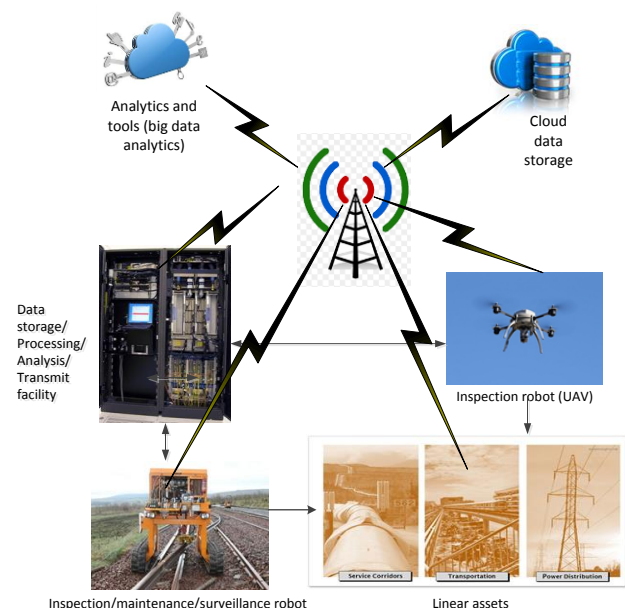 Analytics and
tools (big data
analytics)
Cloud
data
storage
Data
storage/
Processing/
Analysis/
Transmit
facility
Inspection robot (UAV)
Service Corridors
Transportation
Power Distribution
Inspection/maintenance/surveillance robot
Linear assets